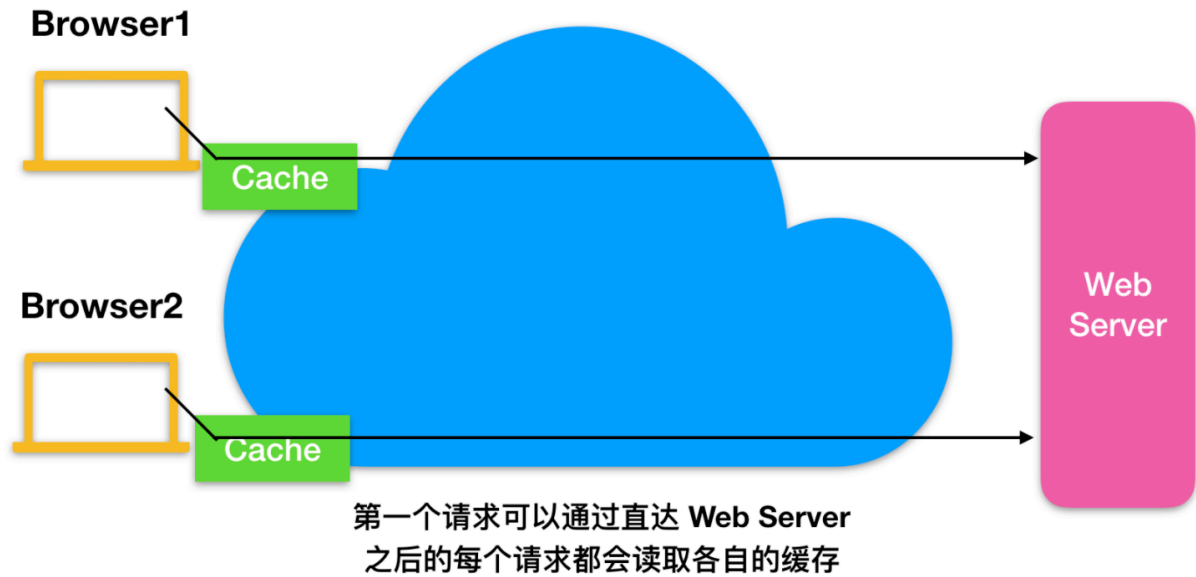 Browser1
Cache
Browser2
Cache
Web
Server
第一个请求可以通过直达 Web Server
之后的每个请求都会读取各自的缓存